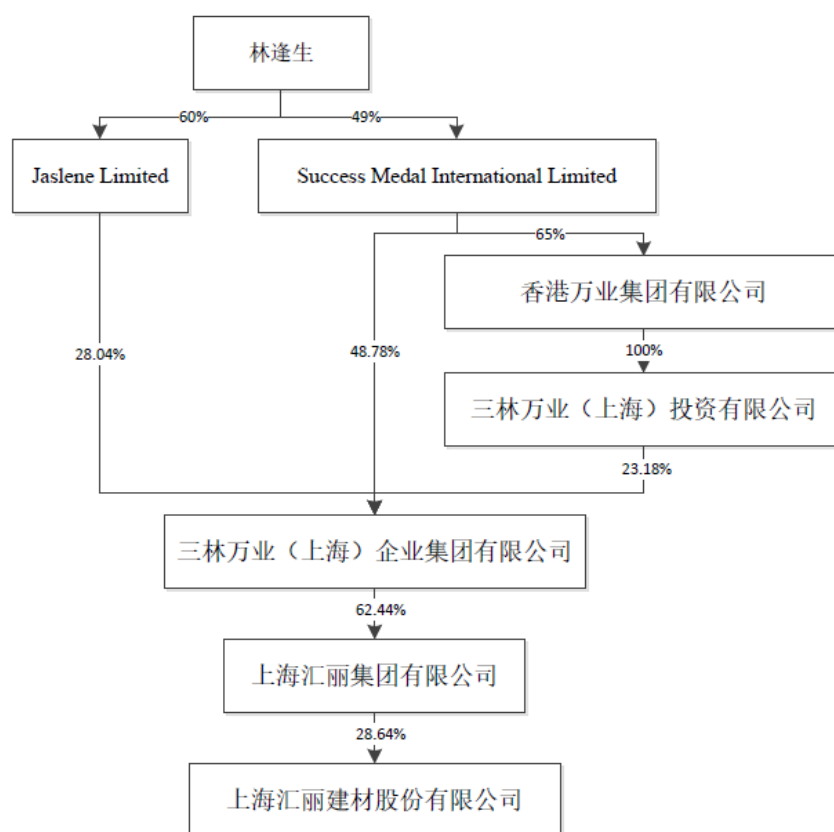 林逢生
60%
49%
Jaslene Limited
Success Medal International Limited
65%
香港万业集团有限公司
28.04%
48.78%
100%
三林万业（上海）投资有限公司
23.18%
三林万业（上海）企业集团有限公司
62.44%
上海汇丽集团有限公司
28.64%
上海汇丽建材股份有限公司